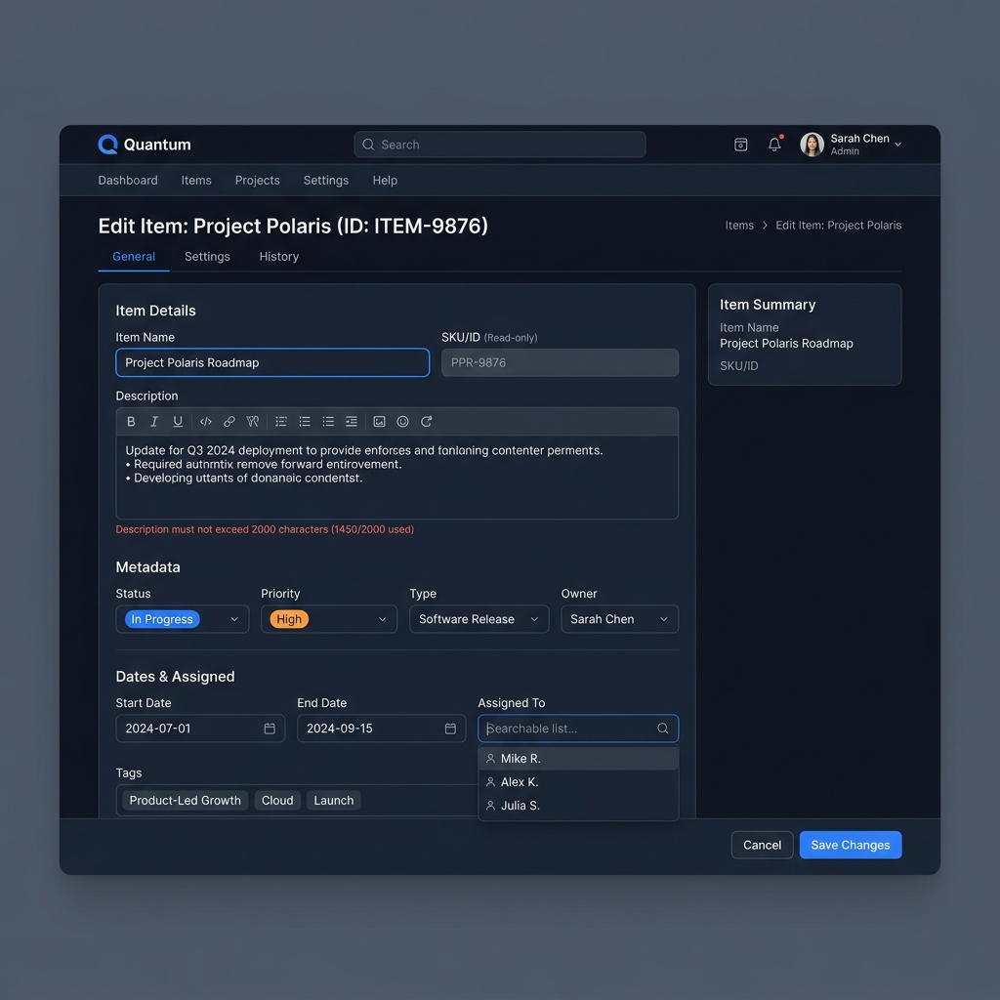 Quantum
Search
Sarah Chen
Admin
Dashboard Items Projects Settings Help
Edit Item: Project Polaris (ID: ITEM-9876)
Items > Edit Item: Project Polaris
General Settings History
Item Details
Item Name
Project Polaris Roadmap
SKU/ID (Read-only)
PPR-9876
Description
B I U
Update for Q3 2024 deployment to provide enforces and contenter perments.
• Required remove forward entirovement.
• Developing uttants of condentst.
Description must not exceed 2000 characters (1450/2000 used)
Metadata
Status
In Progress
Priority
High
Type
Software Release
Owner
Sarah Chen
Dates & Assigned
Start Date
2024-07-01
End Date
2024-09-15
Assigned To
Searchable list...
Mike R.
Alex K.
Julia S.
Tags
Product-Led Growth Cloud Launch
Item Summary
Item Name
Project Polaris Roadmap
SKU/ID
Cancel
Save Changes